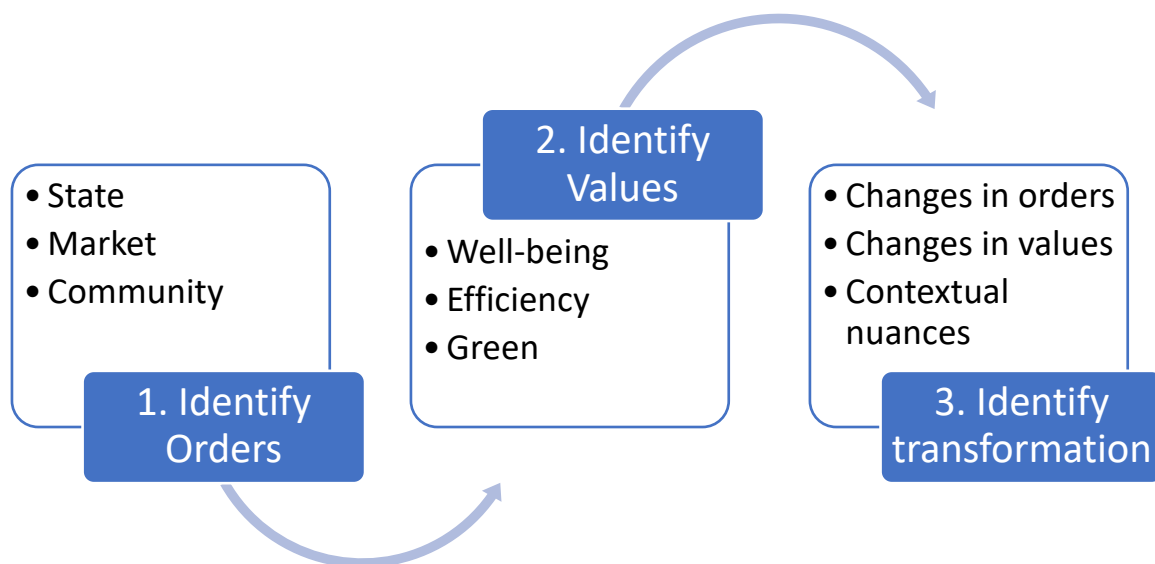 • State
• Market
• Community
1. Identify
Orders
2. Identify
Values
• Well-being
• Efficiency
• Green
• Changes in orders
• Changes in values
• Contextual
nuances
3. Identify
transformation